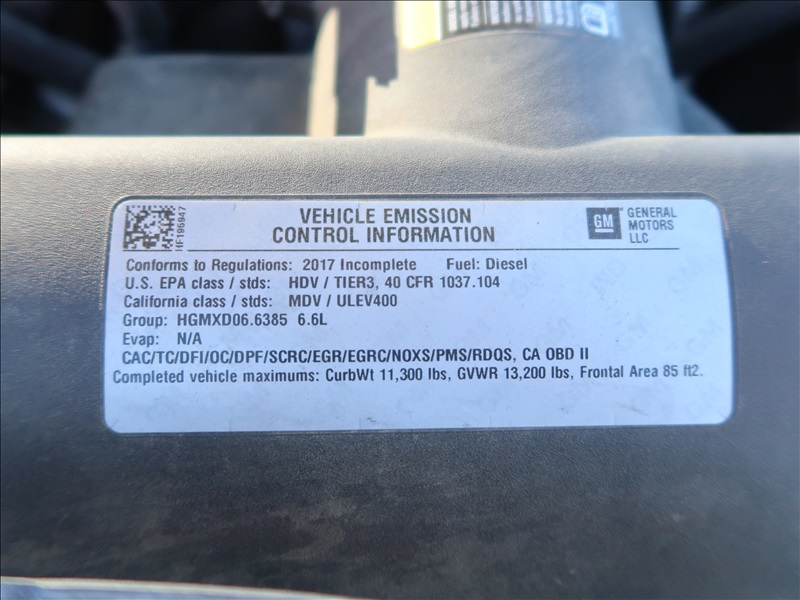 HF195947
VEHICLE EMISSION
CONTROL INFORMATION
GM
GENERAL
MOTORS
LLC
Conforms to Regulations: 2017 Incomplete Fuel: Diesel
U.S. EPA class / stds: HDV / TIER3, 40 CFR 1037.104
California class / stds: MDV / ULEV400
Group: HGMXD06.6385 6.6L
Evap: N/A
CAC/TC/DFI/OC/DPF/SCRC/EGR/EGRC/NOXS/PMS/RDQS, CA OBD II
Completed vehicle maximums: CurbWt 11,300 lbs, GVWR 13,200 lbs, Frontal Area 85 ft2.